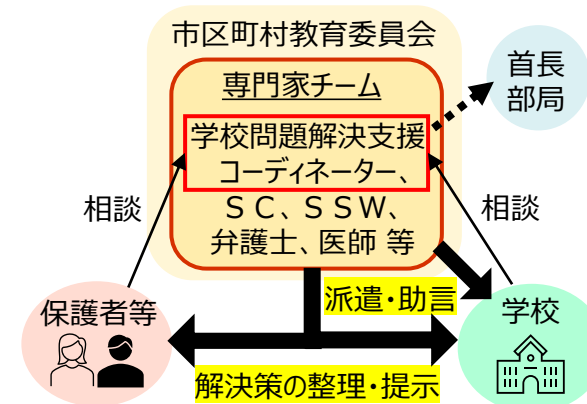 市区町村教育委員会
専門家チーム
学校問題解決支援
コーディネーター、
ＳＣ、ＳＳＷ、
弁護士、医師 等
首長
部局
相談
相談
派遣・助言
保護者等
学校
解決策の整理・提示